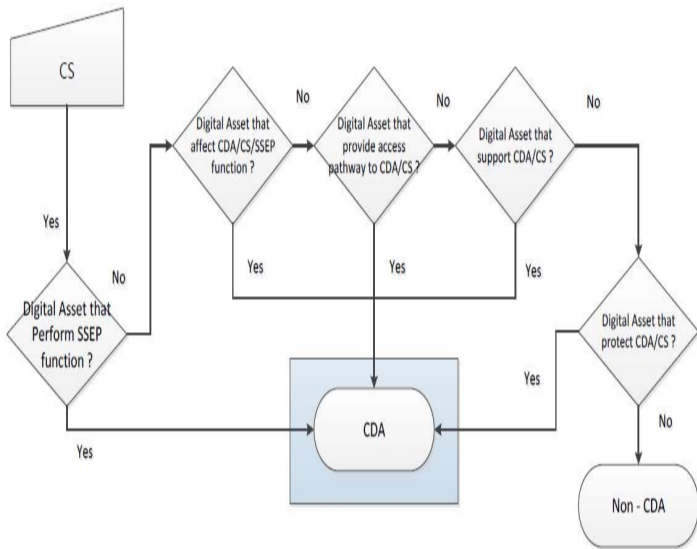 CS
Yes
Digital Asset that
Perform SSEP
function ?
No
Yes
Digital Asset that
affect CDA/CS/SSEP
function ?
No
Yes
Digital Asset that
provide access
pathway to CDA/CS ?
No
Yes
Digital Asset that
support CDA/CS ?
No
Yes
Digital Asset that
protect CDA/CS ?
Yes
No
CDA
Non - CDA